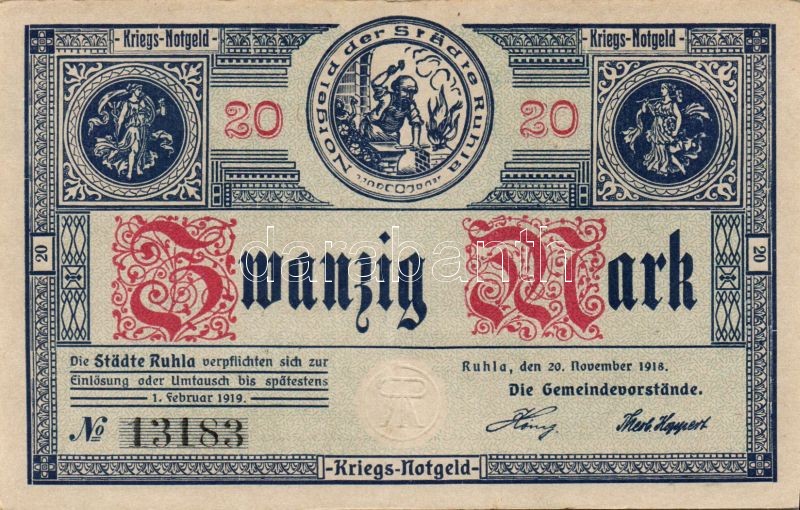 - Kriegs-Notgeld -
- Kriegs-Notgeld -
Notgeld der Städte Ruhla
20
20
20
20
Zwanzig Mark
darabanth
Die Städte Ruhla verpflichten sich zur
Einlösung oder Umtausch bis spätestens
1. Februar 1919.
Ruhla, den 20. November 1918.
Die Gemeindevorstände.
№ 13183
- Kriegs-Notgeld -